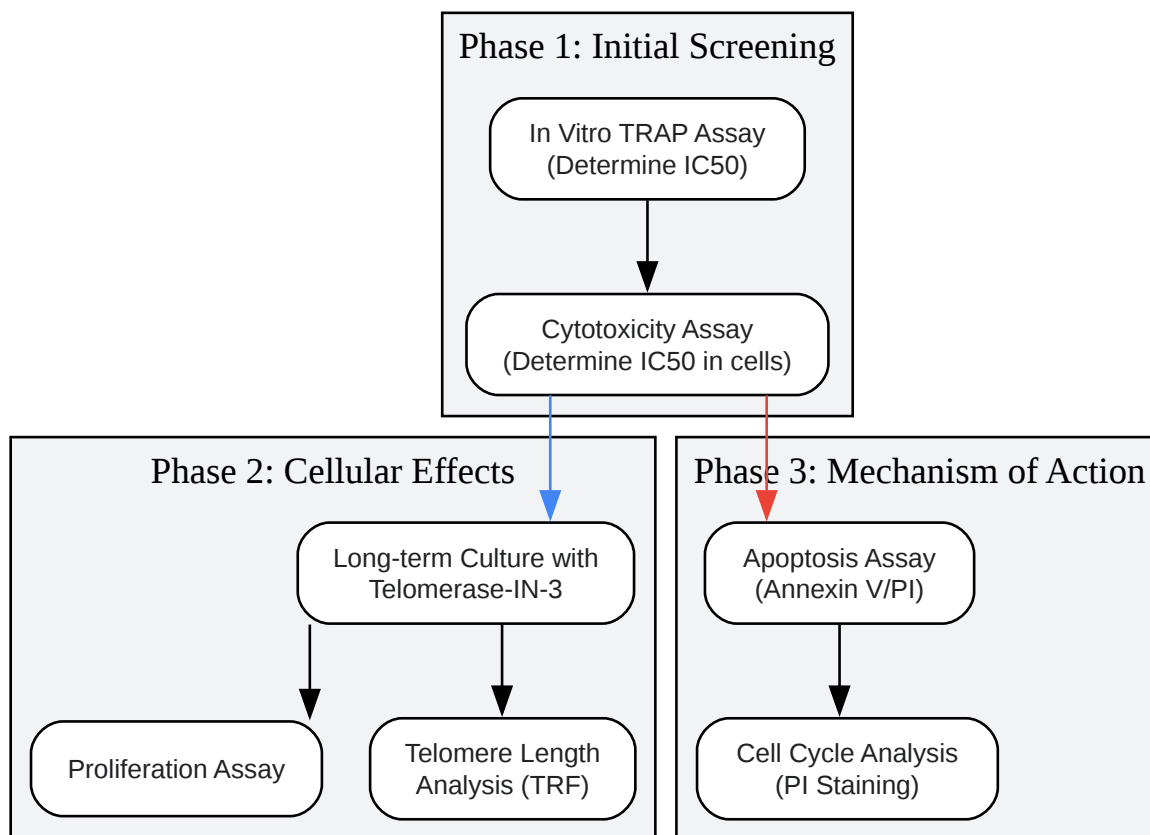 Phase 1: Initial Screening
In Vitro TRAP Assay
(Determine IC50)
Cytotoxicity Assay
(Determine IC50 in cells)
Phase 2: Cellular Effects
Long-term Culture with
Telomerase-IN-3
Proliferation Assay
Telomere Length
Analysis (TRF)
Phase 3: Mechanism of Action
Apoptosis Assay
(Annexin V/PI)
Cell Cycle Analysis
(PI Staining)